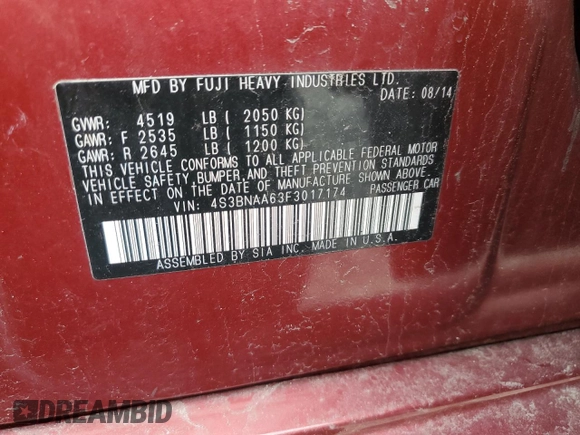 MFD BY FUJI HEAVY INDUSTRIES LTD.
DATE: 08/14
GVWR: 4519 LB ( 2050 KG)
GAWR: F 2535 LB ( 1150 KG)
GAWR: R 2645 LB ( 1200 KG)
THIS VEHICLE CONFORMS TO ALL APPLICABLE FEDERAL MOTOR
VEHICLE SAFETY, BUMPER, AND THEFT PREVENTION STANDARDS
IN EFFECT ON THE DATE OF MANUFACTURE SHOWN ABOVE.
VIN: 4S3BNAA63F3017174 PASSENGER CAR
ASSEMBLED BY SIA INC. MADE IN U.S.A.
DREAMBID